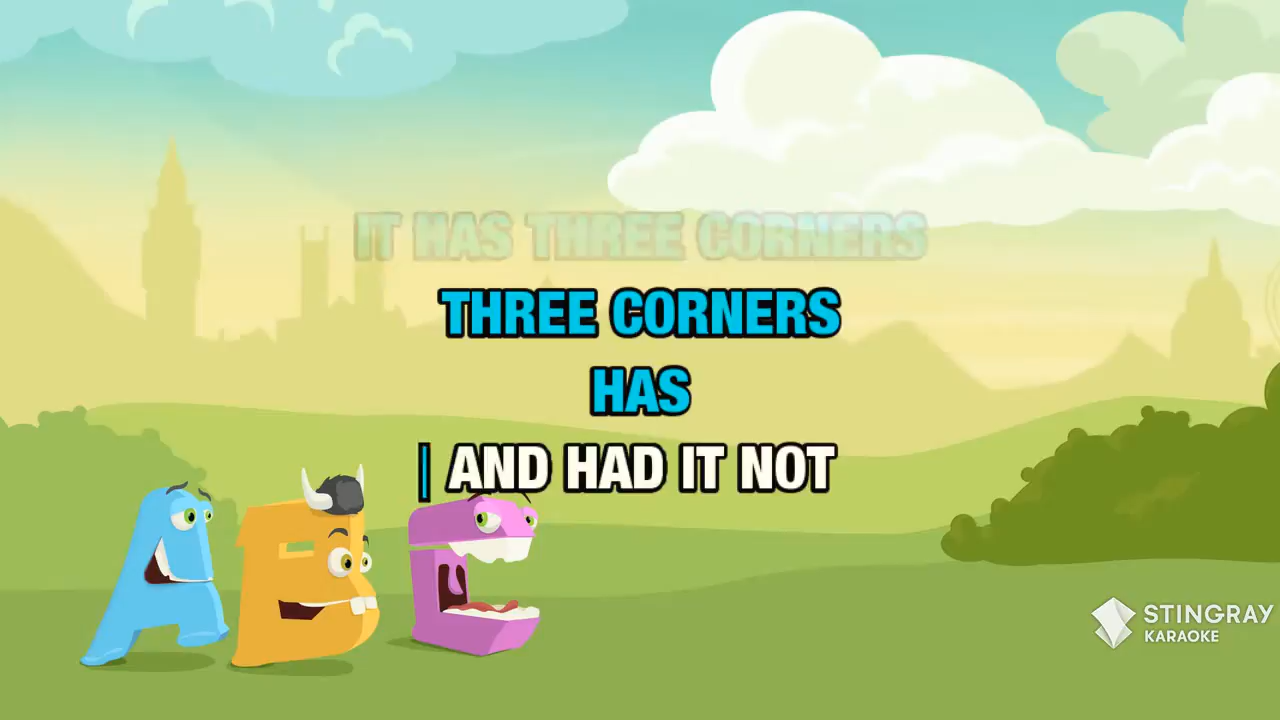 IT HAS THREE CORNERS
THREE CORNERS
HAS
AND HAD IT NOT
STINGRAY
KARAOKE